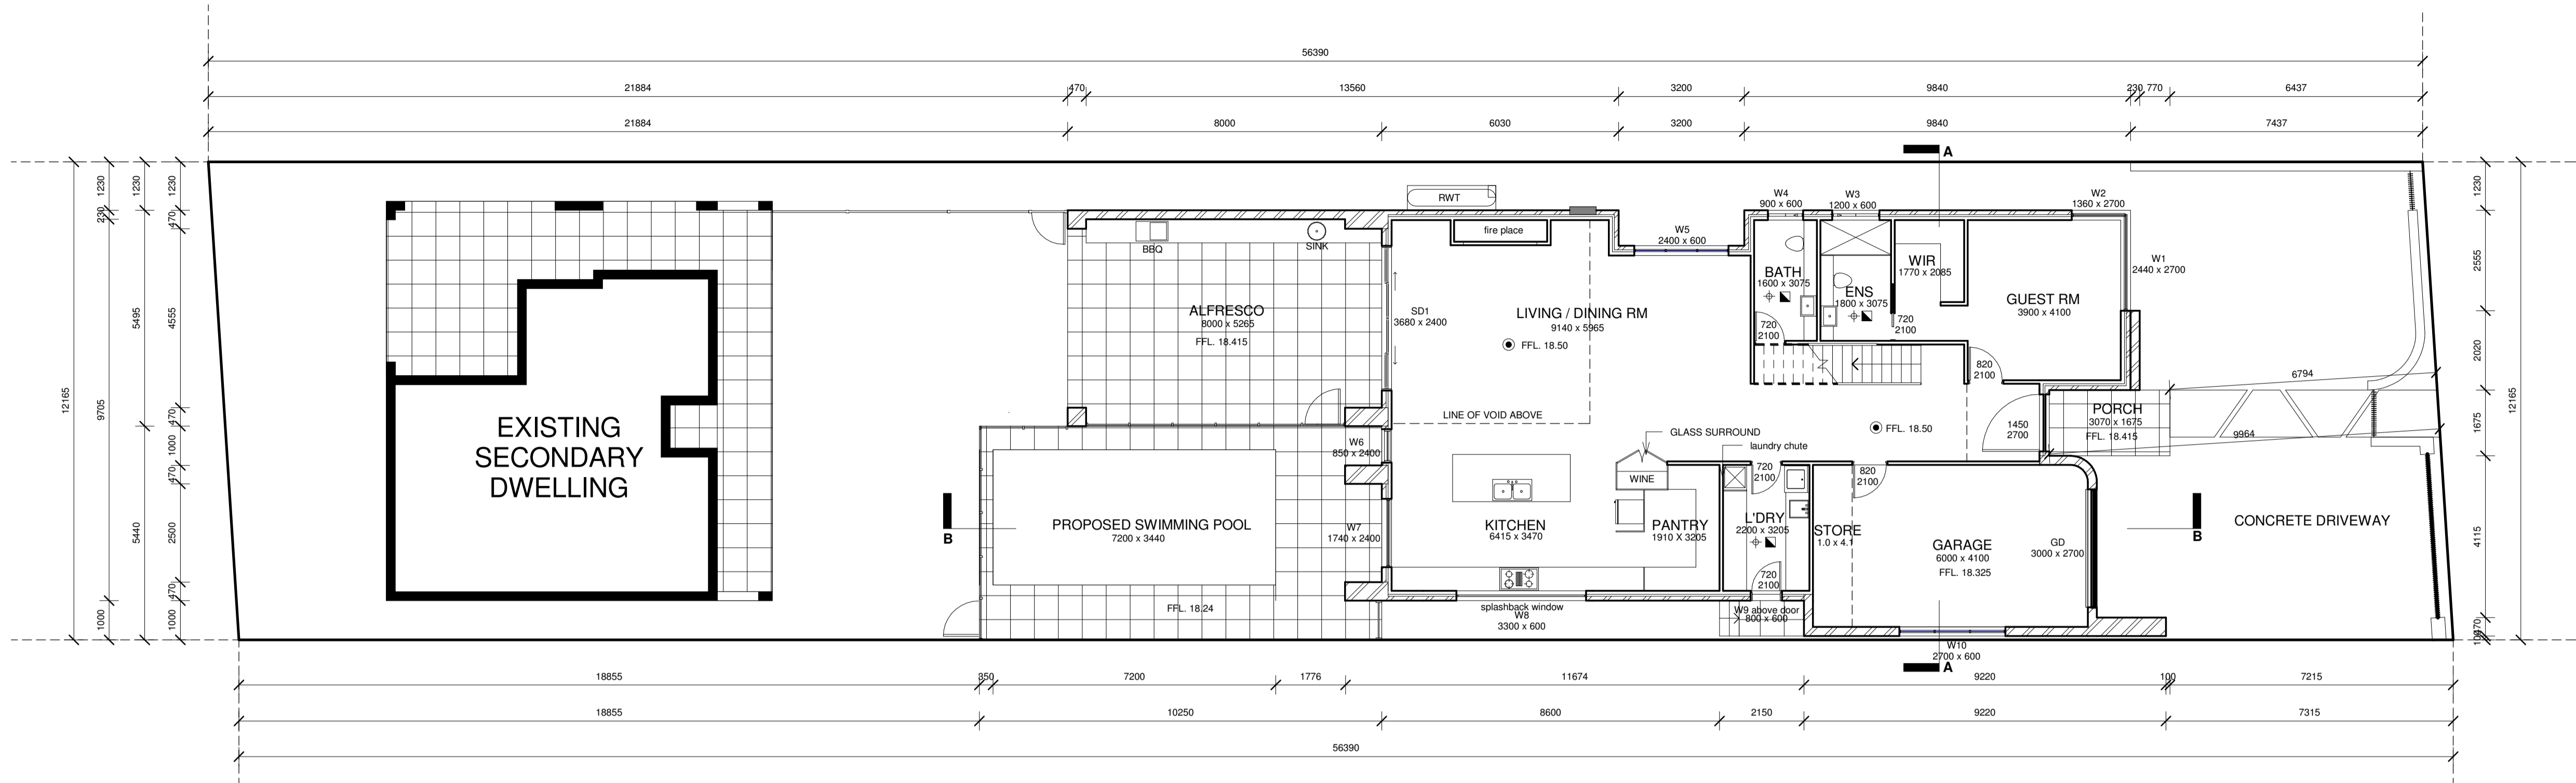 56390
21884
470
13560
3200
9840
230
770
6437
21884
8000
6030
3200
9840
7437
A
12165
1230
230
9705
1000
1230
5495
5440
1230
470
4555
470
1000
470
2500
470
1000
RWT
W4
900 x 600
W3
1200 x 600
W2
1360 x 2700
BBQ
SINK
fire place
W5
2400 x 600
W1
2440 x 2700
BATH
1600 x 3075
ENS
1800 x 3075
WIR
1770 x 2085
GUEST RM
3900 x 4100
ALFRESCO
8000 x 5265
FFL. 18.415
SD1
3680 x 2400
LIVING / DINING RM
9140 x 5965
FFL. 18.50
720
2100
720
2100
820
2100
LINE OF VOID ABOVE
6794
PORCH
3070 x 1675
FFL. 18.415
1450
2700
FFL. 18.50
9964
EXISTING
SECONDARY
DWELLING
W6
850 x 2400
GLASS SURROUND
laundry chute
WINE
720
2100
820
2100
B
PROPOSED SWIMMING POOL
7200 x 3440
W7
1740 x 2400
KITCHEN
6415 x 3470
PANTRY
1910 X 3205
L'DRY
2200 x 3205
STORE
1.0 x 4.1
GARAGE
6000 x 4100
FFL. 18.325
GD
3000 x 2700
B
CONCRETE DRIVEWAY
720
2100
FFL. 18.24
splashback window
W8
3300 x 600
W9 above door
800 x 600
W10
2700 x 600
A
1230
2555
2020
1675
4115
470
12165
18855
350
7200
1776
11674
9220
100
7215
18855
10250
8600
2150
9220
7315
56390